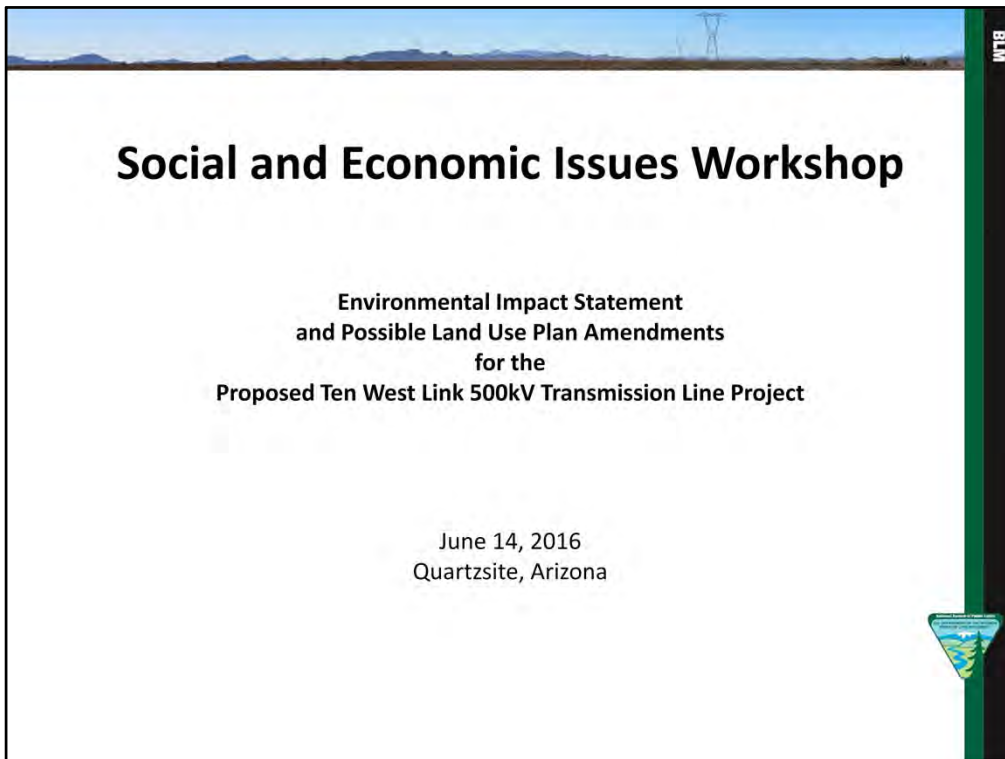 BLM
Social and Economic Issues Workshop
Environmental Impact Statement
and Possible Land Use Plan Amendments
for the
Proposed Ten West Link 500kV Transmission Line Project
June 14, 2016
Quartzsite, Arizona